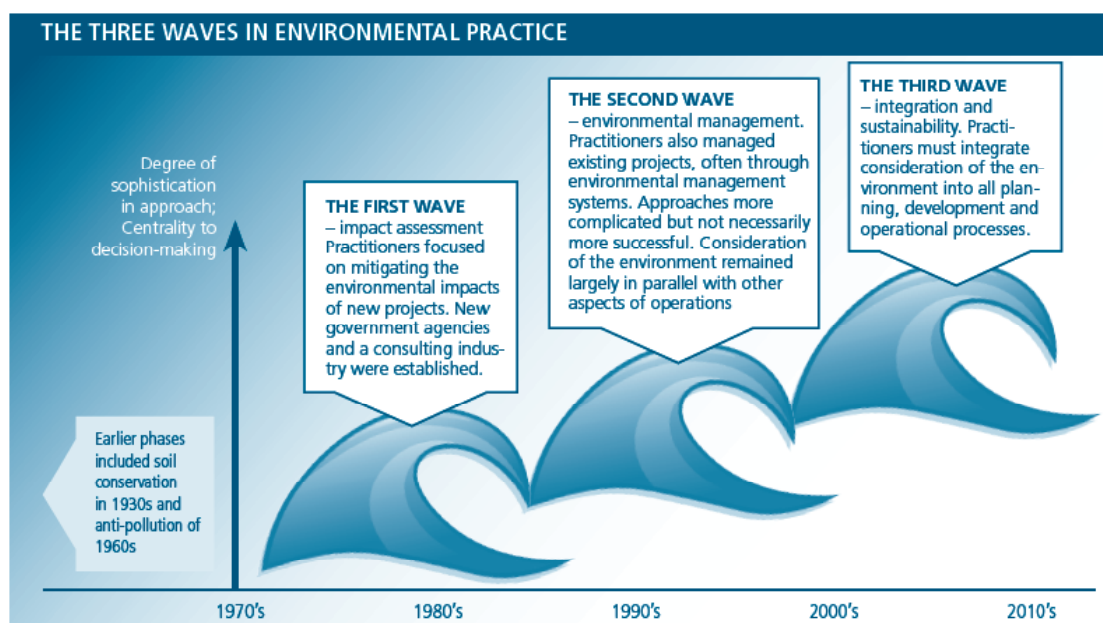 THE THREE WAVES IN ENVIRONMENTAL PRACTICE
Degree of
sophistication
in approach;
Centrality to
decision-making
Earlier phases
included soil
conservation
in 1930s and
anti-pollution of
1960s
THE FIRST WAVE
– impact assessment
Practitioners focused
on mitigating the
environmental impacts
of new projects. New
government agencies
and a consulting indus-
try were established.
THE SECOND WAVE
– environmental management.
Practitioners also managed
existing projects, often through
environmental management
systems. Approaches more
complicated but not necessarily
more successful. Consideration
of the environment remained
largely in parallel with other
aspects of operations
THE THIRD WAVE
– integration and
sustainability. Practi-
tioners must integrate
consideration of the en-
vironment into all plan-
ning, development and
operational processes.
1970's 1980's 1990's 2000's 2010's